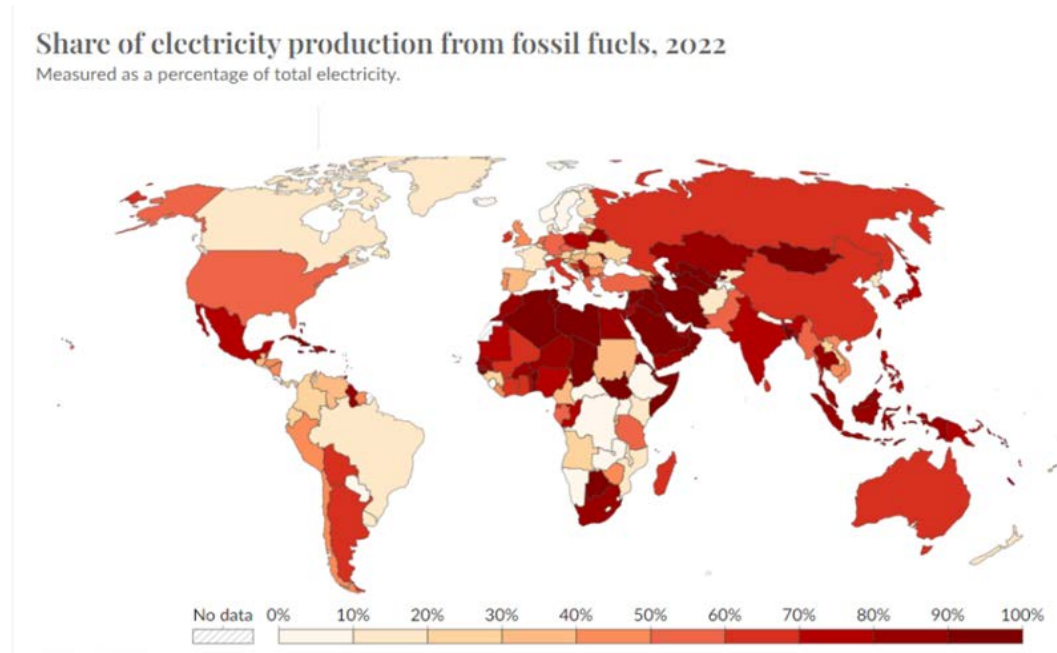 Share of electricity production from fossil fuels, 2022
Measured as a percentage of total electricity.
No data 0% 10% 20% 30% 40% 50% 60% 70% 80% 90% 100%